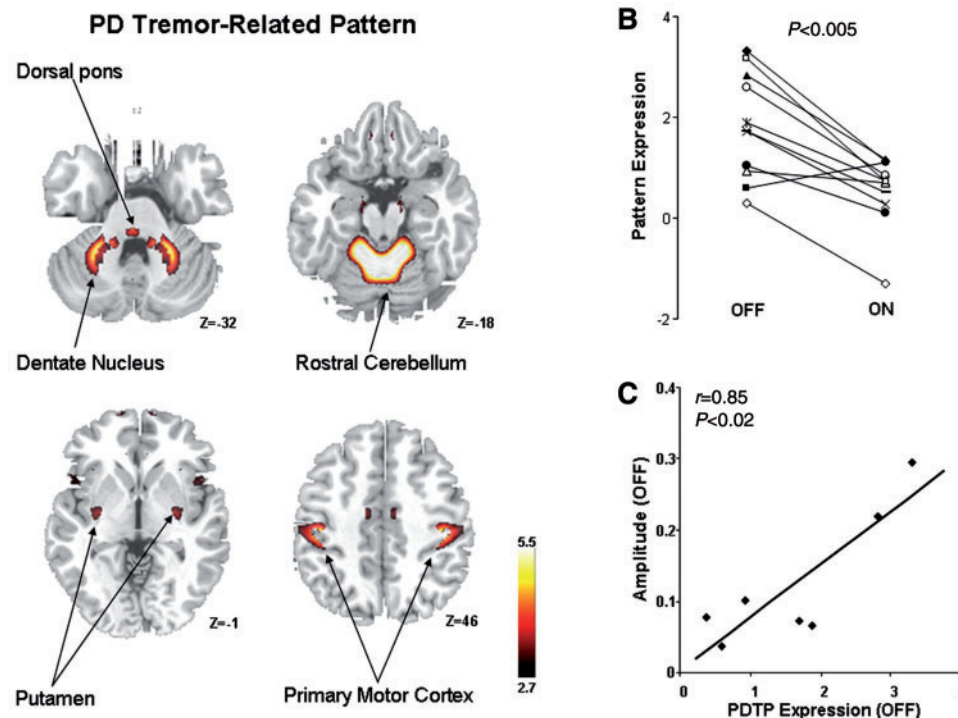 PD Tremor-Related Pattern
Dorsal pons
Z=-32
Z=-18
Dentate Nucleus
Rostral Cerebellum
Z=-1
Z=46
5.5
2.7
Putamen
Primary Motor Cortex
B
P<0.005
4
2
0
-2
Pattern Expression
OFF
ON
C
r=0.85
P<0.02
0.4
0.3
0.2
0.1
0
Amplitude (OFF)
0
1
2
3
PDTP Expression (OFF)